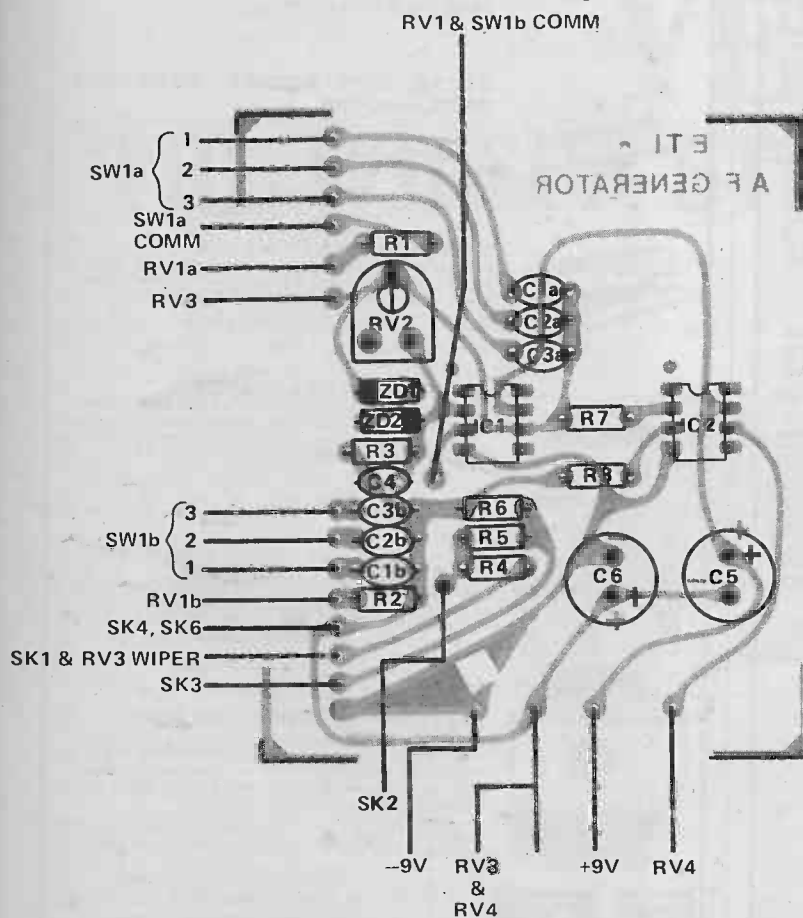 RV1 & SW1b COMM
ETI
A F GENERATOR
SW1a
1
2
3
SW1a
COMM
RV1a
RV3
R1
RV2
C1a
C2a
C3a
ZD1
ZD2
IC1
R7
IC2
R3
C4
R8
SW1b
3
2
1
C3b
C2b
C1b
R6
R5
R4
RV1b
R2
C6
C5
SK4, SK6
SK1 & RV3 WIPER
SK3
SK2
--9V
RV3
&
RV4
+9V
RV4